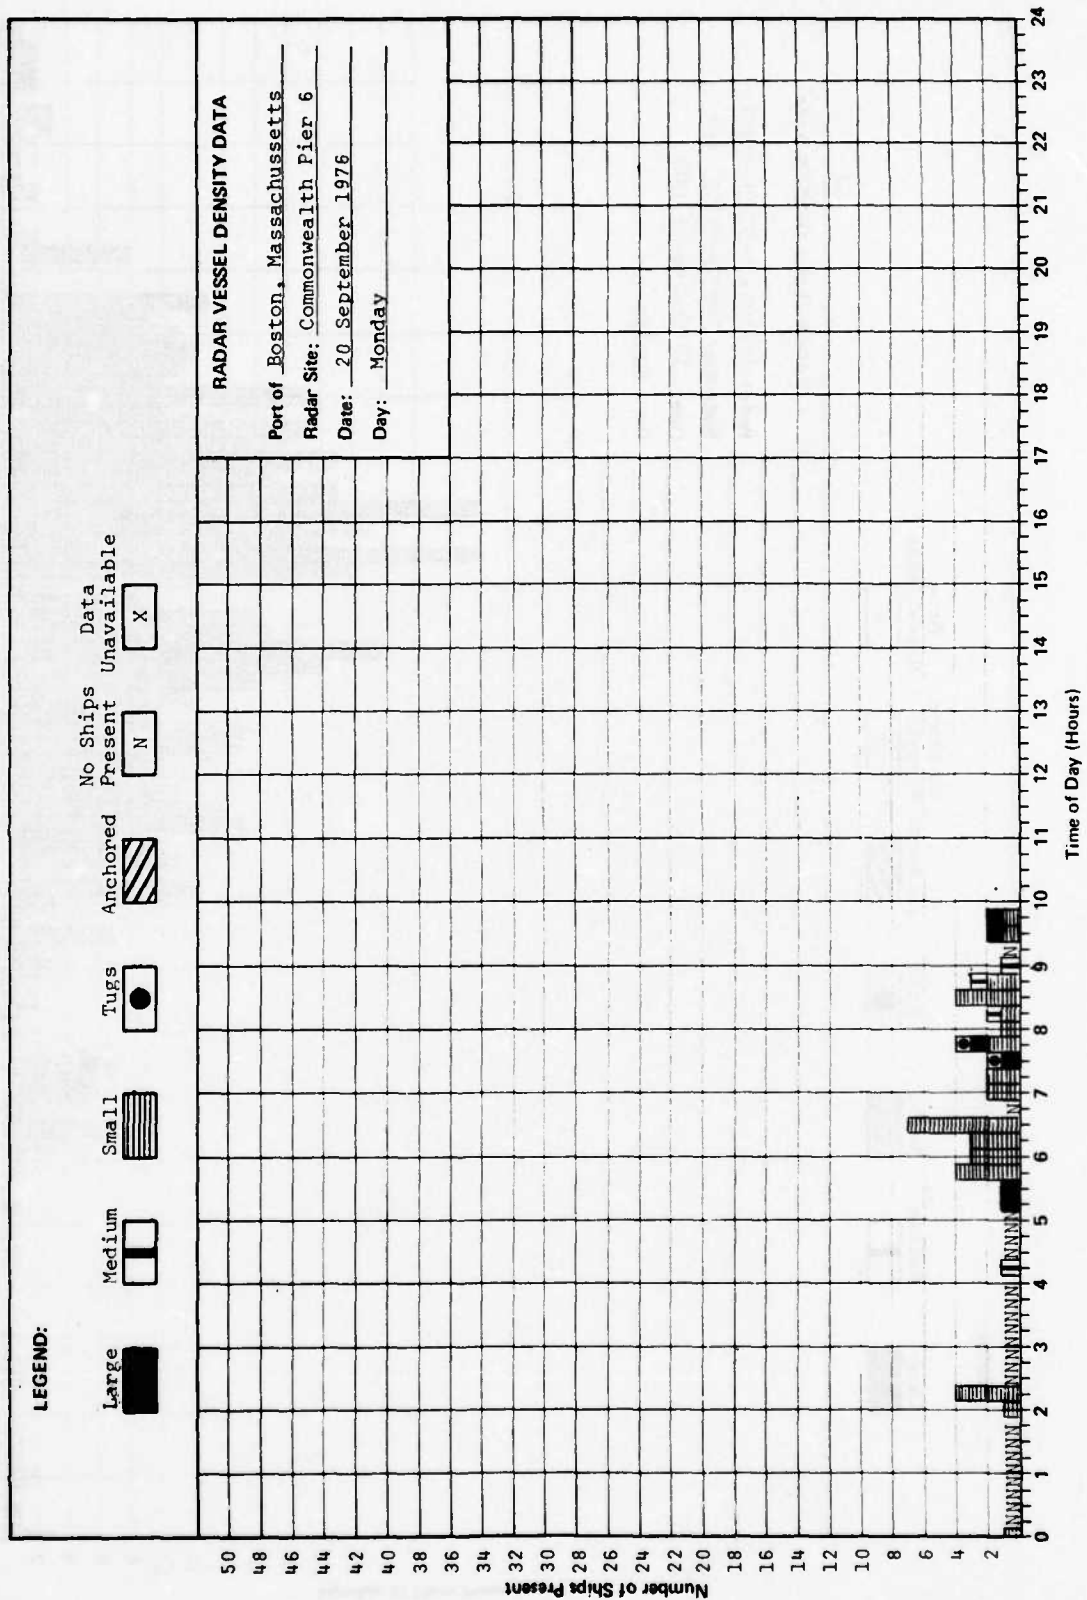 LEGEND:
Large
Medium
Small
Tugs
Anchored
No Ships
Present
N
Data
Unavailable
X
RADAR VESSEL DENSITY DATA
Port of Boston, Massachussetts
Radar Site: Commonwealth Pier 6
Date: 20 September 1976
Day: Monday
Number of Ships Present
50
48
46
44
42
40
38
36
34
32
30
28
26
24
22
20
18
16
14
12
10
8
6
4
2
0 1 2 3 4 5 6 7 8 9 10 11 12 13 14 15 16 17 18 19 20 21 22 23 24
Time of Day (Hours)